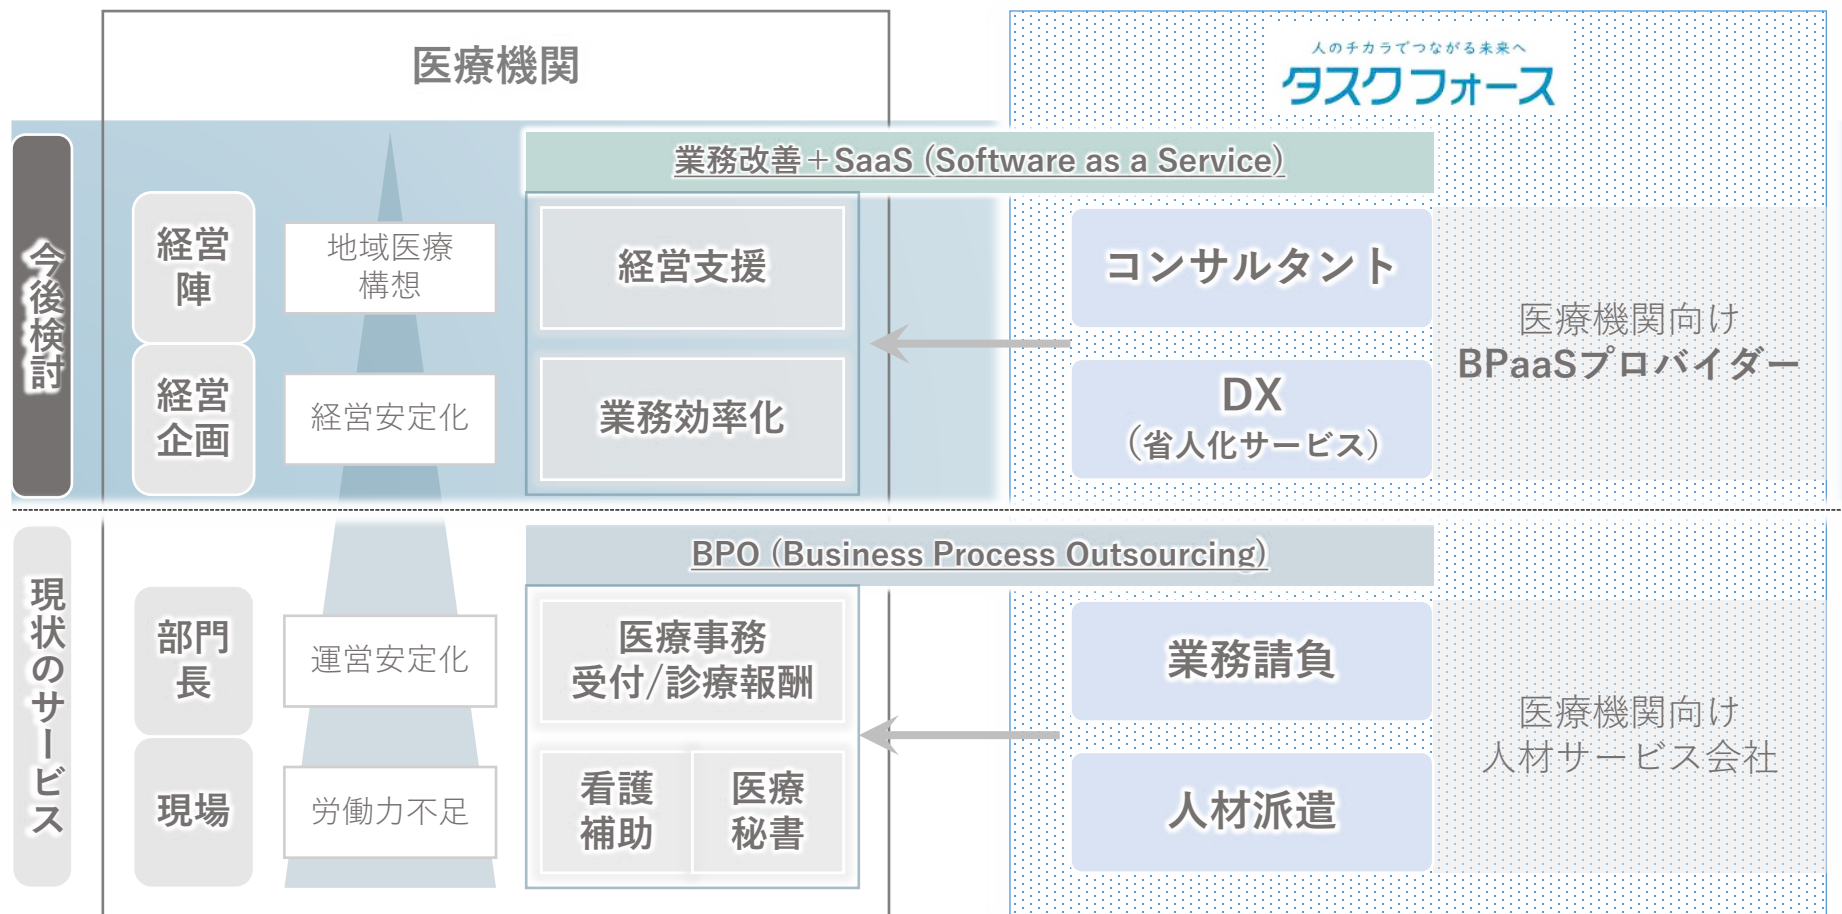 医療機関
人のチカラでつながる未来へ
タスクフォース
今後検討
業務改善＋SaaS (Software as a Service)
経営
陣
地域医療
構想
経営支援
コンサルタント
経営
企画
経営安定化
業務効率化
DX
（省人化サービス）
医療機関向け
BPaaSプロバイダー
現状のサービス
BPO (Business Process Outsourcing)
部門
長
運営安定化
医療事務
受付/診療報酬
業務請負
現場
労働力不足
看護
補助
医療
秘書
人材派遣
医療機関向け
人材サービス会社